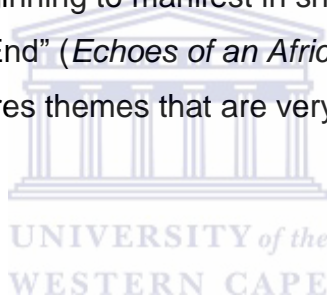 nning to manifest in sh
End” (Echoes of an Afric
res themes that are very
UNIVERSITY of the
WESTERN CAPE